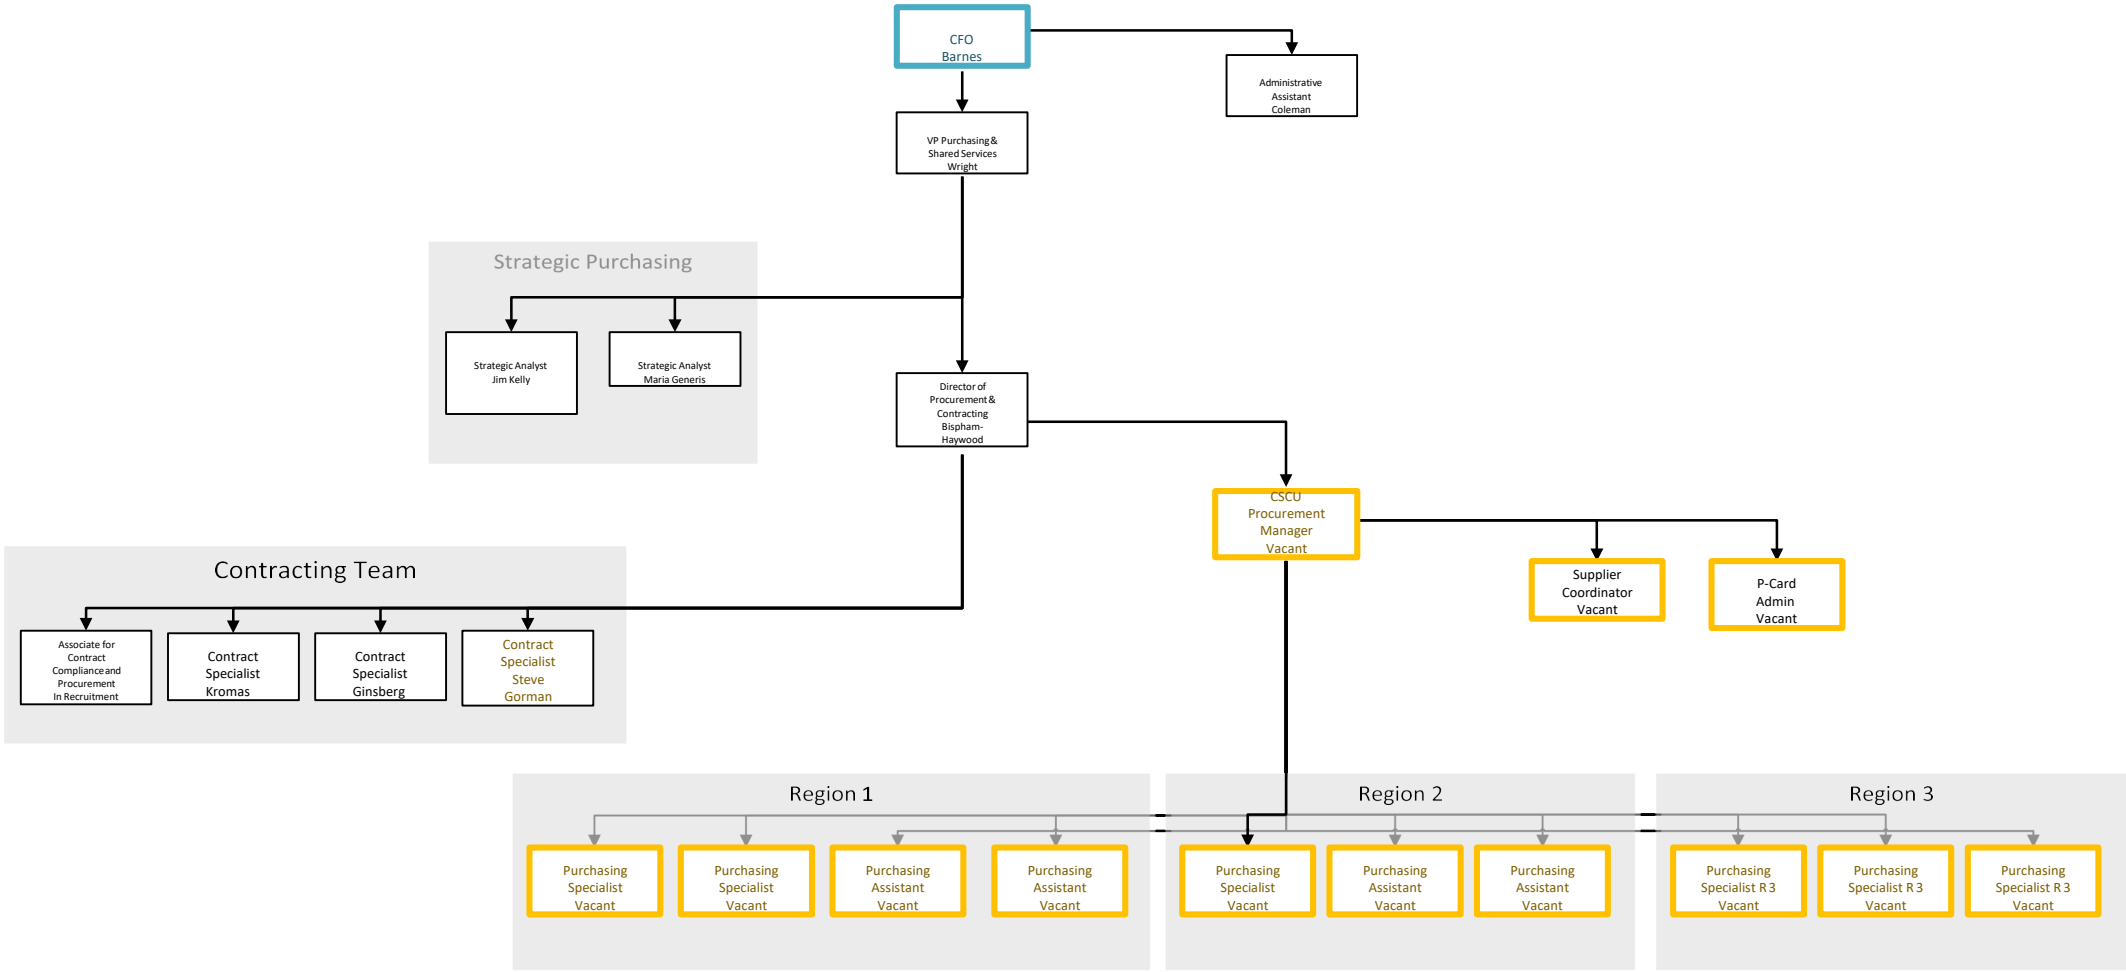 CFO
Barnes
Administrative
Assistant
Coleman
VP Purchasing &
Shared Services
Wright
Strategic Purchasing
Strategic Analyst
Jim Kelly
Strategic Analyst
Maria Generis
Director of
Procurement &
Contracting
Bispham-
Haywood
CSCU
Procurement
Manager
Vacant
Supplier
Coordinator
Vacant
P-Card
Admin
Vacant
Contracting Team
Associate for
Contract
Compliance and
Procurement
In Recruitment
Contract
Specialist
Kromas
Contract
Specialist
Ginsberg
Contract
Specialist
Steve
Gorman
Region 1
Purchasing
Specialist
Vacant
Purchasing
Specialist
Vacant
Purchasing
Assistant
Vacant
Purchasing
Assistant
Vacant
Region 2
Purchasing
Specialist
Vacant
Purchasing
Assistant
Vacant
Purchasing
Assistant
Vacant
Region 3
Purchasing
Specialist R 3
Vacant
Purchasing
Specialist R 3
Vacant
Purchasing
Specialist R 3
Vacant